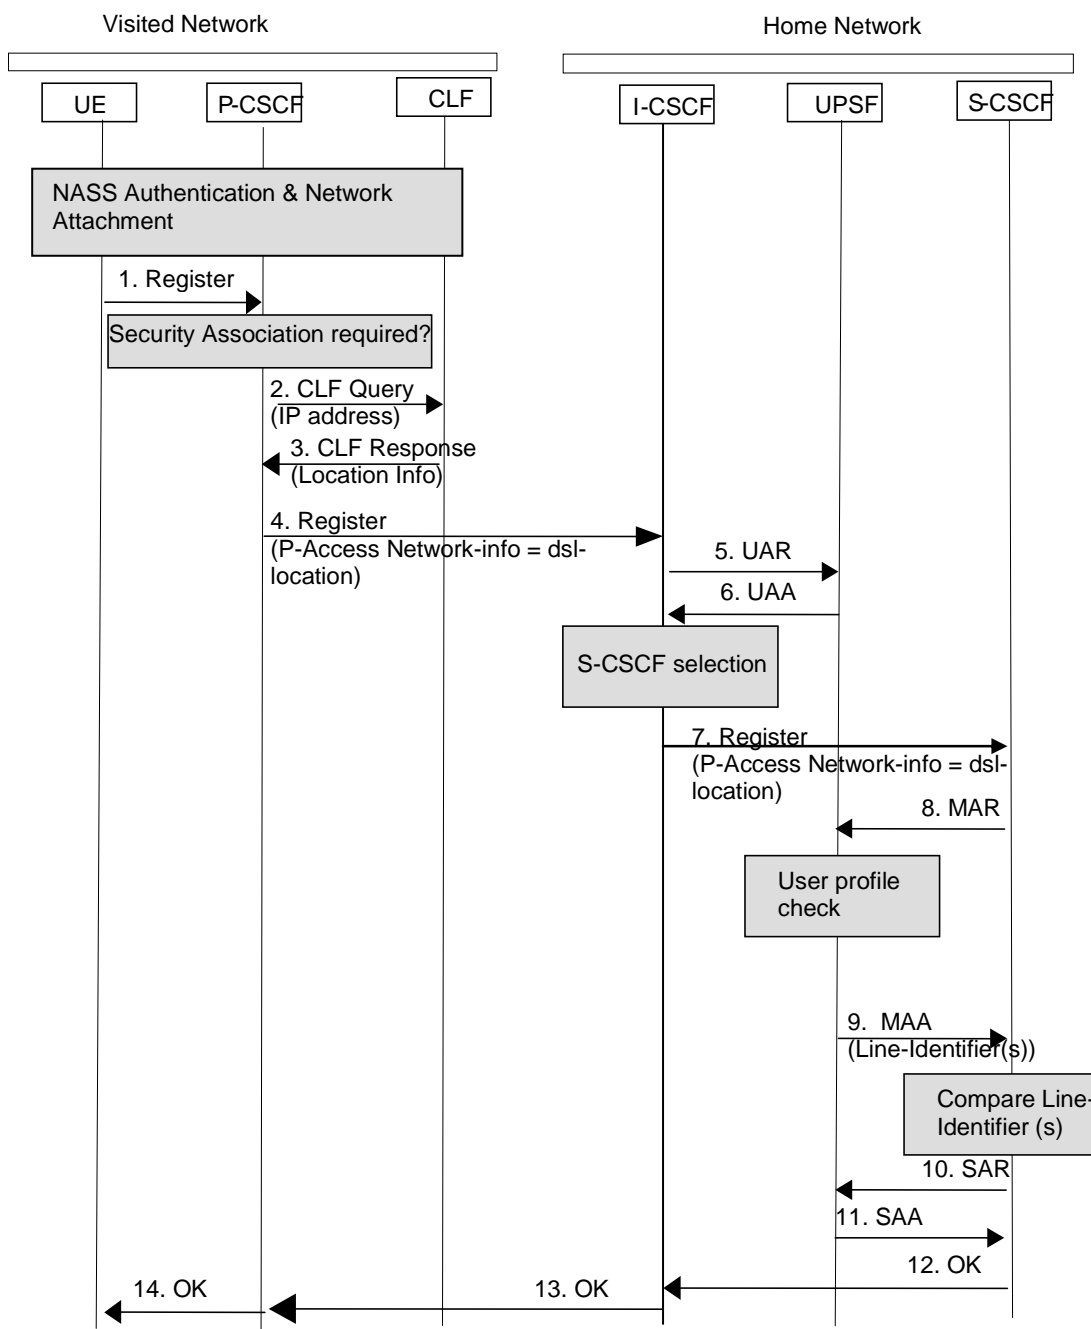 Visited Network
Home Network
UE
P-CSCF
CLF
I-CSCF
UPSF
S-CSCF
NASS Authentication & Network
Attachment
1. Register
Security Association required?
2. CLF Query
(IP address)
3. CLF Response
(Location Info)
4. Register
(P-Access Network-info = dsl-
location)
5. UAR
6. UAA
S-CSCF selection
7. Register
(P-Access Network-info = dsl-
location)
8. MAR
User profile
check
9. MAA
(Line-Identifier(s))
Compare Line-
Identifier (s)
10. SAR
11. SAA
12. OK
13. OK
14. OK